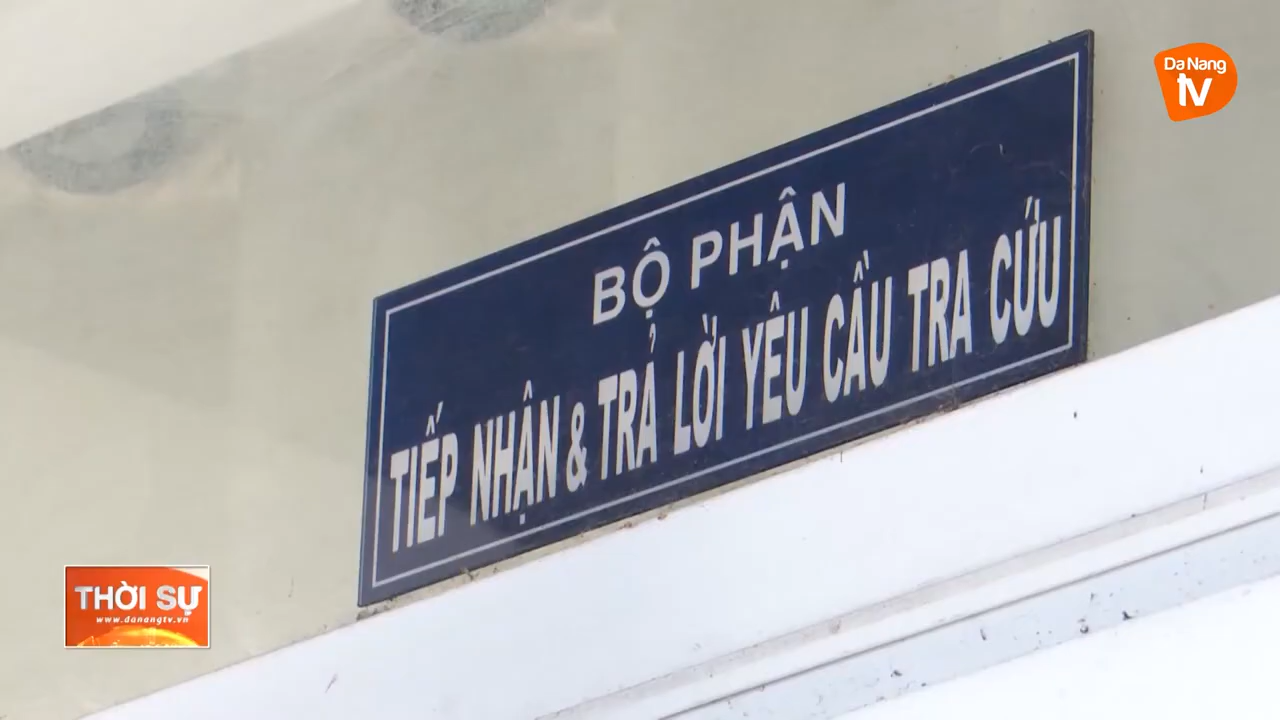 Da Nang
tv
BỘ PHẬN
TIẾP NHẬN & TRẢ LỜI YÊU CẦU TRA CỨU
THỜI SỰ
www.danangtv.vn